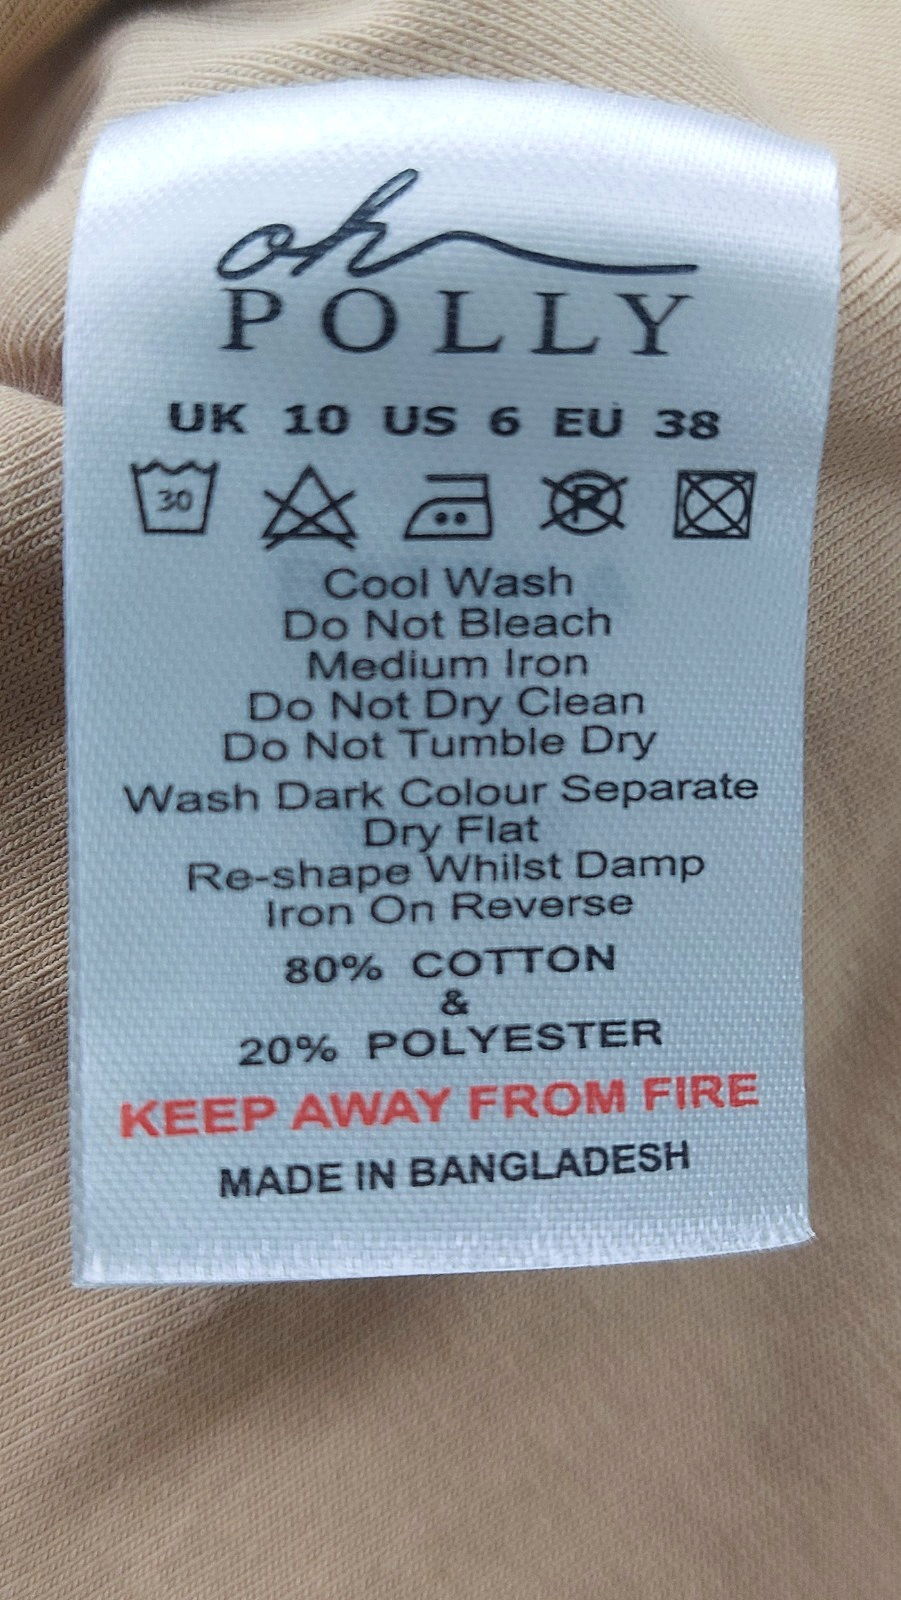 oh
POLLY
UK 10 US 6 EU 38
30 P
Cool Wash
Do Not Bleach
Medium Iron
Do Not Dry Clean
Do Not Tumble Dry
Wash Dark Colour Separate
Dry Flat
Re-shape Whilst Damp
Iron On Reverse
80% COTTON
&
20% POLYESTER
KEEP AWAY FROM FIRE
MADE IN BANGLADESH